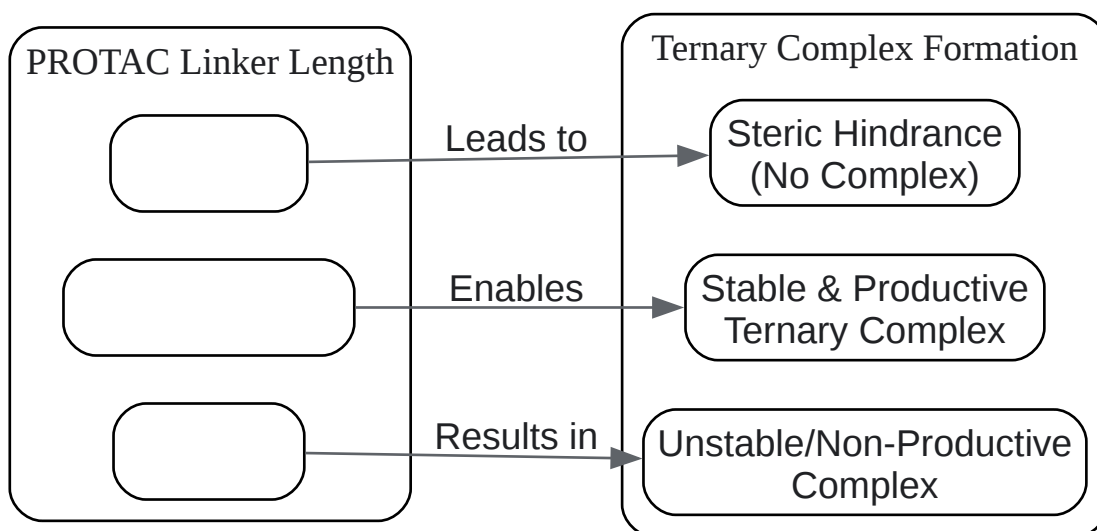 PROTAC Linker Length
Ternary Complex Formation
Leads to
Steric Hindrance
(No Complex)
Enables
Stable & Productive
Ternary Complex
Results in
Unstable/Non-Productive
Complex